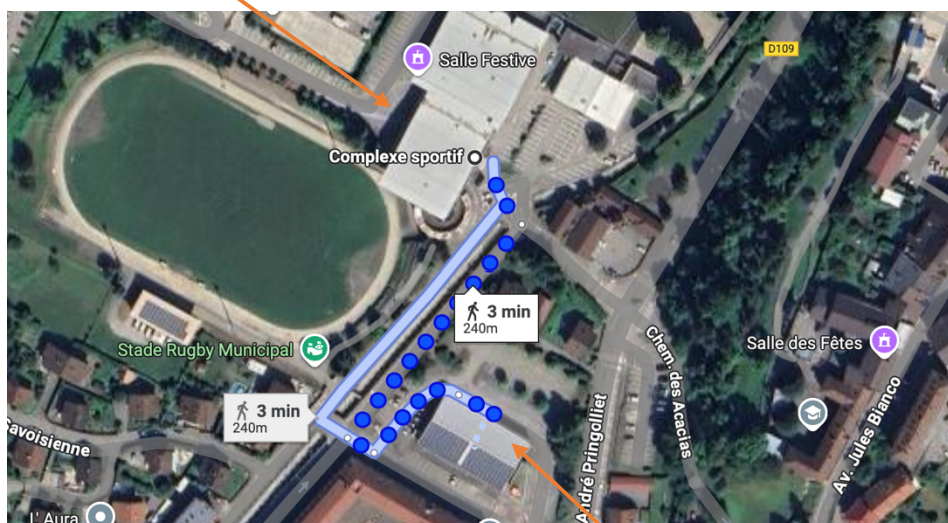 Salle Festive
D109
Complexe sportif
3 min
240m
Stade Rugby Municipal
Salle des Fêtes
Chem. des Acacias
3 min
240m
Savoisienne
André Pringolliet
Av. Jules Bianco
L' Aura